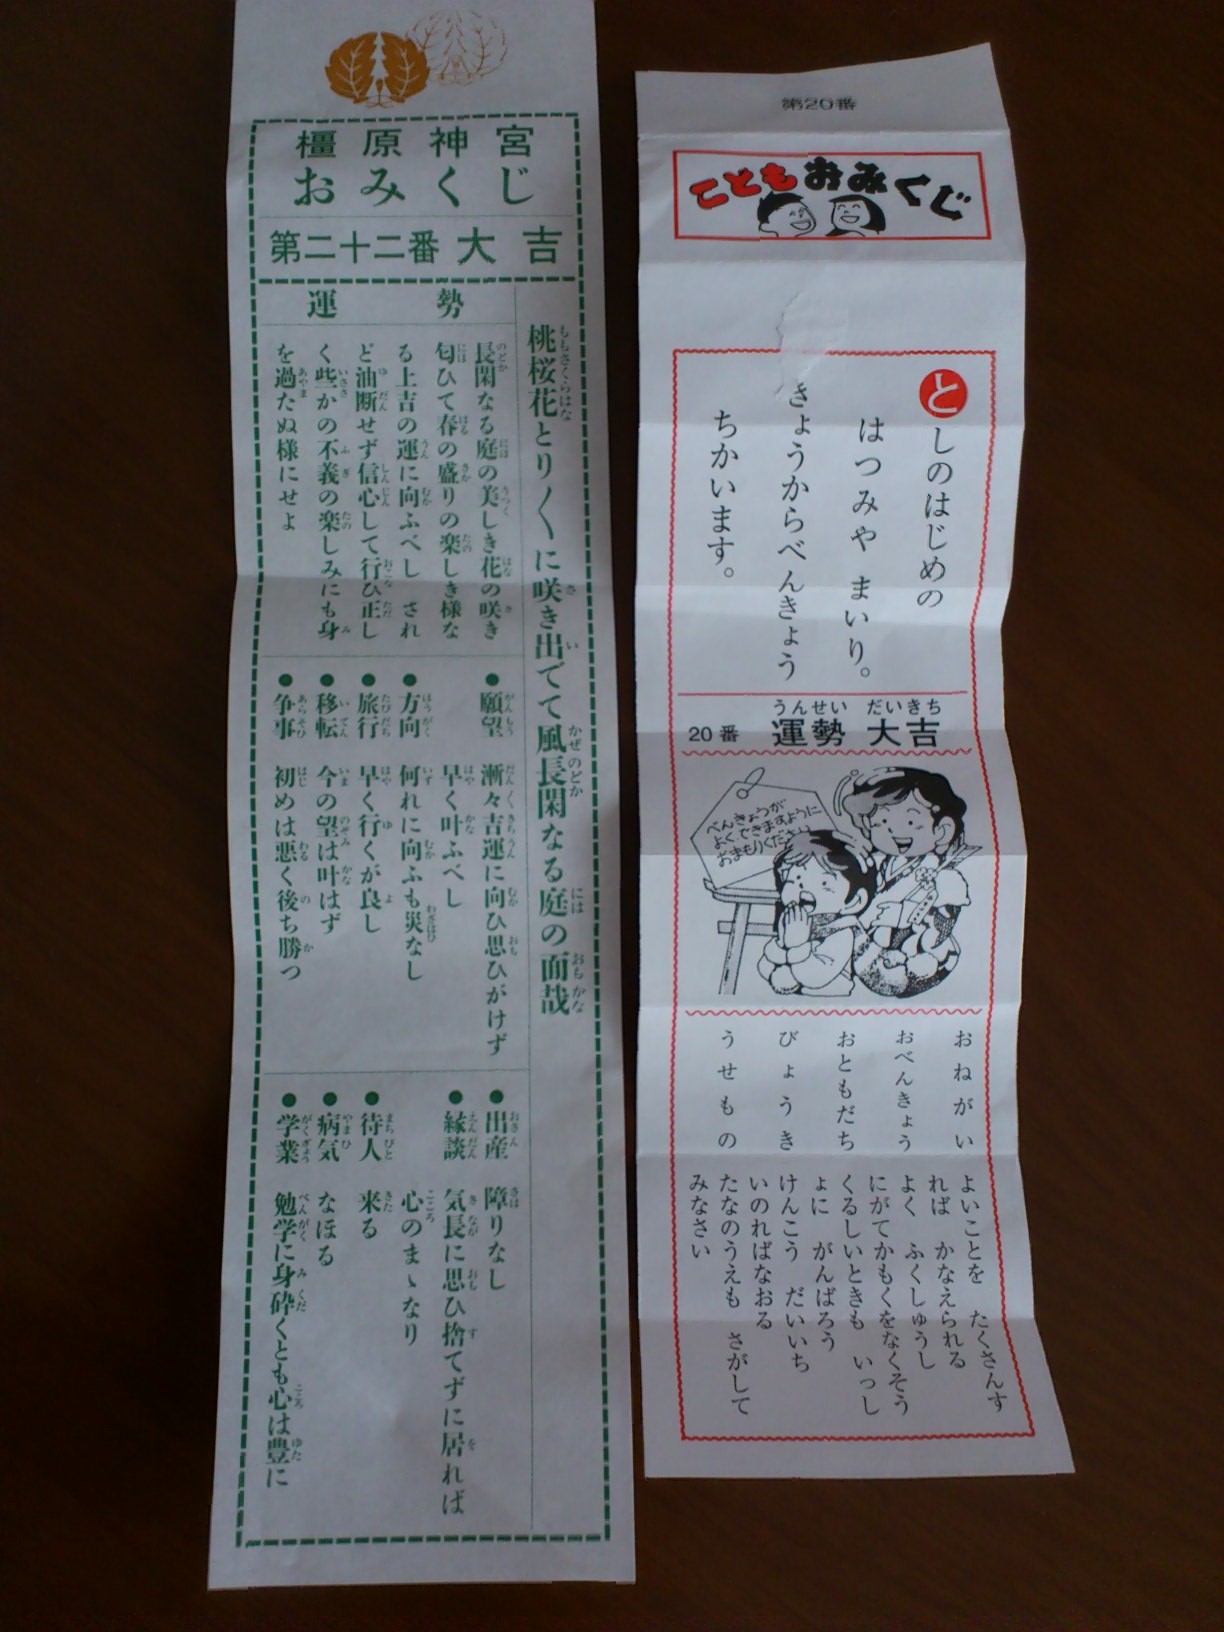 橿原神宮
おみくじ
第二十二番 大吉
桃桜花とり〳〵に咲き出でて風長閑なる庭の面哉
運勢
長閑なる庭の美しき花の咲き
匂ひて春の盛りの楽しき様な
る上吉の運に向ふべし され
ど油断せず信心して行ひ正し
く些かの不義の楽しみにも身
を過たぬ様にせよ
●願望 漸々吉運に向ひ思ひがけず
早く叶ふべし
●方向 何れに向ふも災なし
●旅行 早く行くが良し
●移転 今の望は叶はず
●争事 初めは悪く後ち勝つ
●出産 障りなし
●縁談 気長に思ひ捨てずに居れば
心のまゝなり
●待人 来る
●病気 なほる
●学業 勉学に身砕くとも心は豊に
第20番
こどもおみくじ
としのはじめの
はつみや まいり。
きょうからべんきょう
ちかいます。
20番 運勢 大吉
うんせい だいきち
べんきょうが
よくできますように
おまもりください
おねがい よいことを たくさんす
れば かなえられる
おべんきょう よく ふくしゅうし
にがてかもくをなくそう
おともだち くるしいときも いっし
ょに がんばろう
びょうき けんこう だいいち
いのればなおる
うせもの たなのうえも さがして
みなさい